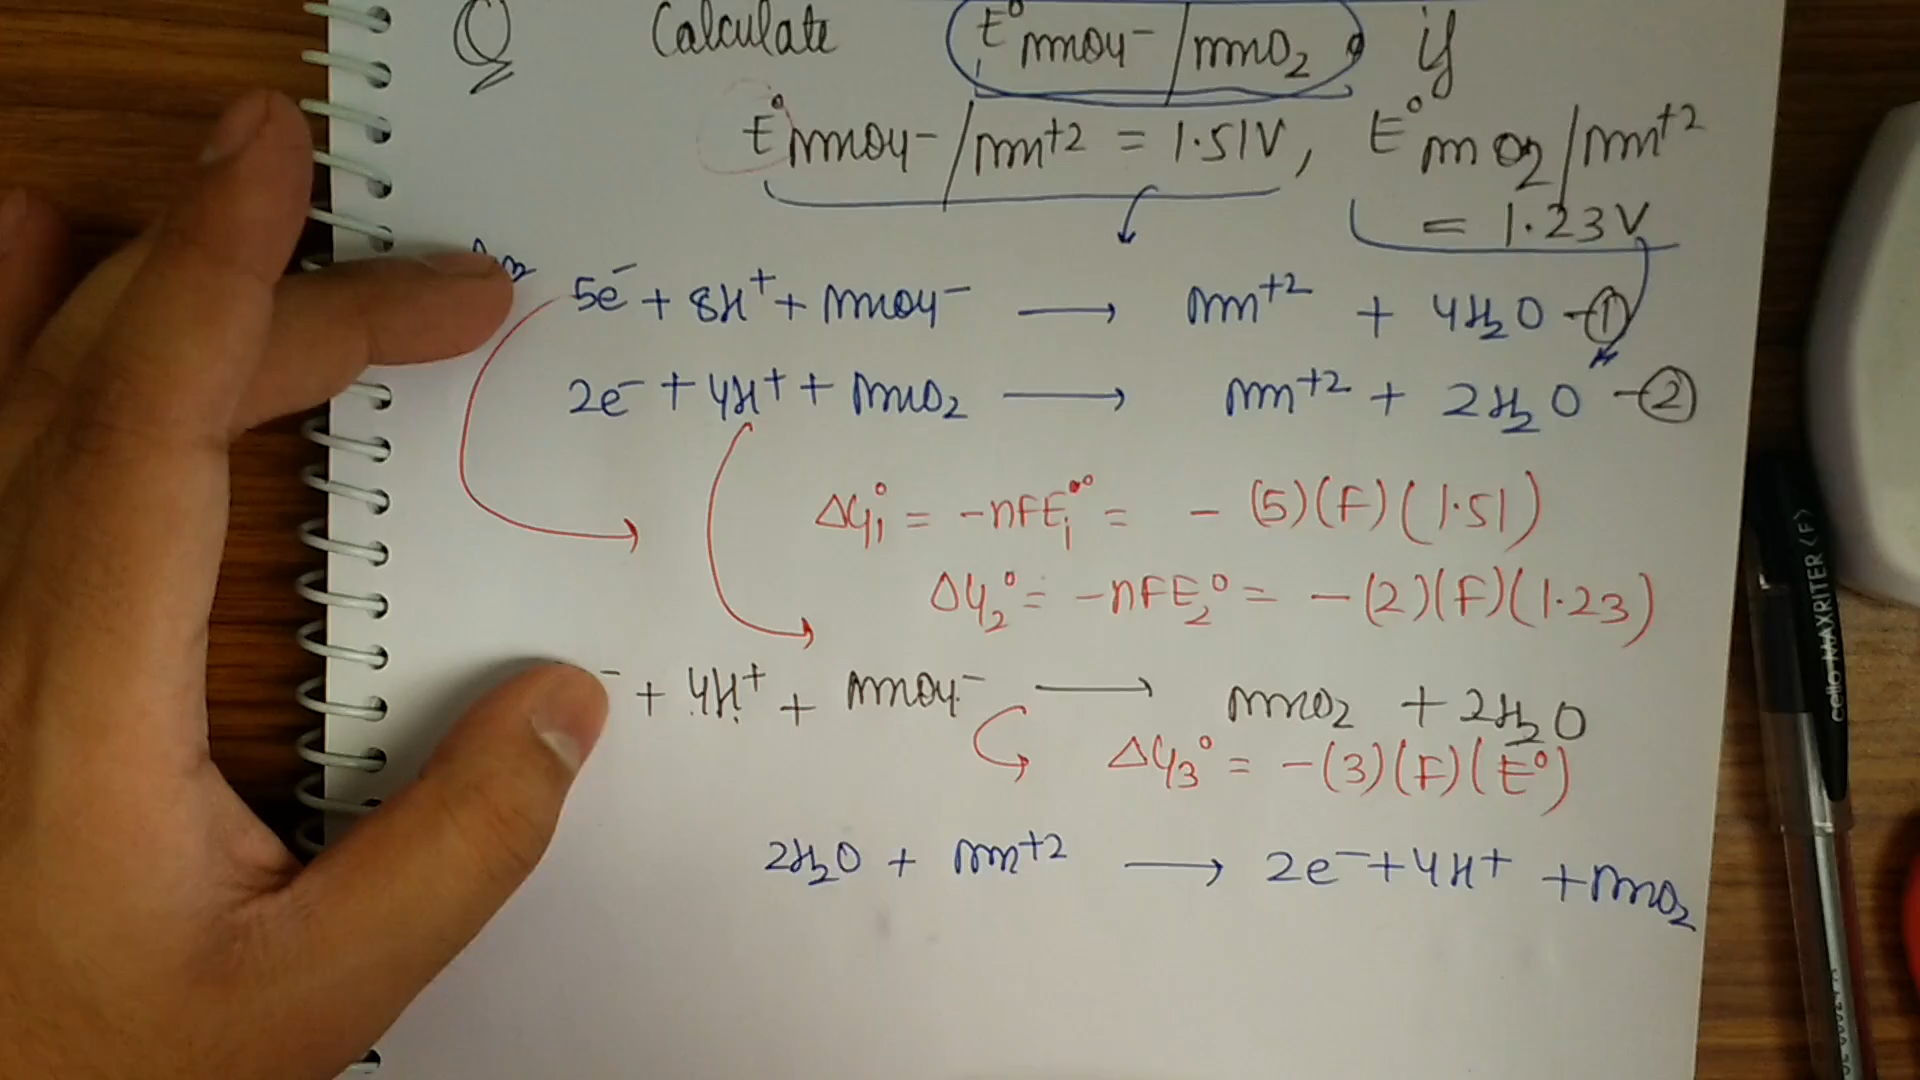 Q Calculate E°MnO4⁻/MnO2 if
E°MnO4⁻/Mn+2 = 1.51V, E°MnO2/Mn+2
= 1.23V
5e⁻ + 8H⁺ + MnO4⁻ → Mn+2 + 4H2O -①
2e⁻ + 4H⁺ + MnO2 → Mn+2 + 2H2O -②
ΔG1° = -nFE1° = -(5)(F)(1.51)
ΔG2° = -nFE2° = -(2)(F)(1.23)
⁻ + 4H⁺ + MnO4⁻ → MnO2 + 2H2O
ΔG3° = -(3)(F)(E°)
2H2O + Mn+2 → 2e⁻ + 4H⁺ + MnO2
cello MAXRITER (F)